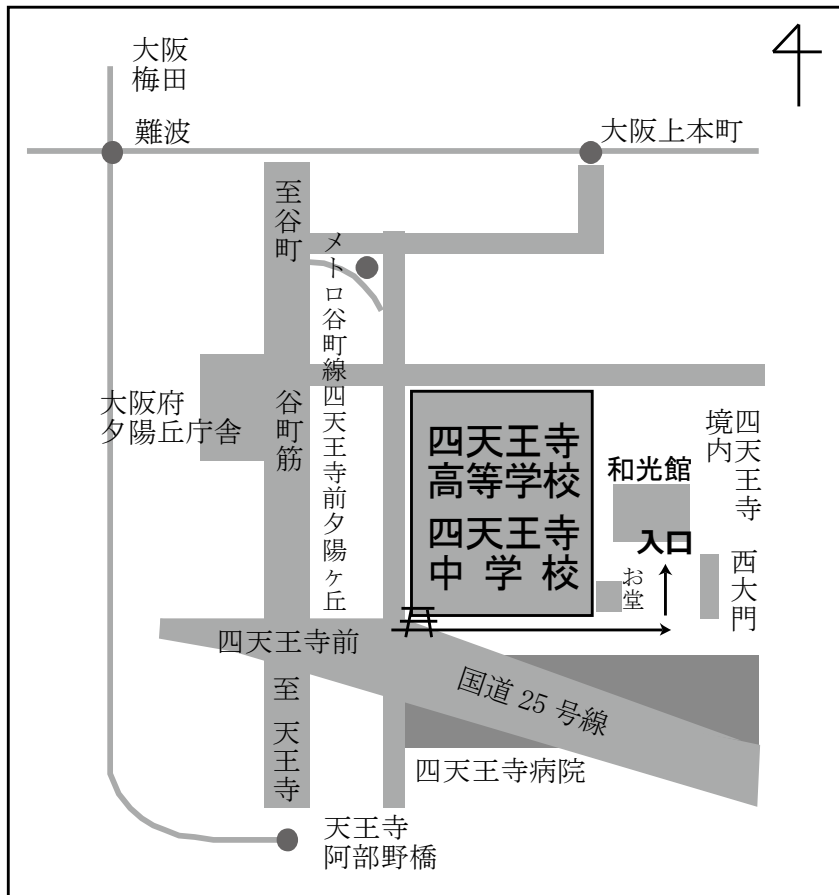 大阪
梅田
難波
大阪上本町
至谷町
メトロ谷町線四天王寺前夕陽ヶ丘
大阪府
夕陽丘庁舎
谷町筋
四天王寺
高等学校
四天王寺
中学校
和光館
入口
四天王寺
境内
お堂
西大門
四天王寺前
国道 25 号線
至 天王寺
四天王寺病院
天王寺
阿部野橋